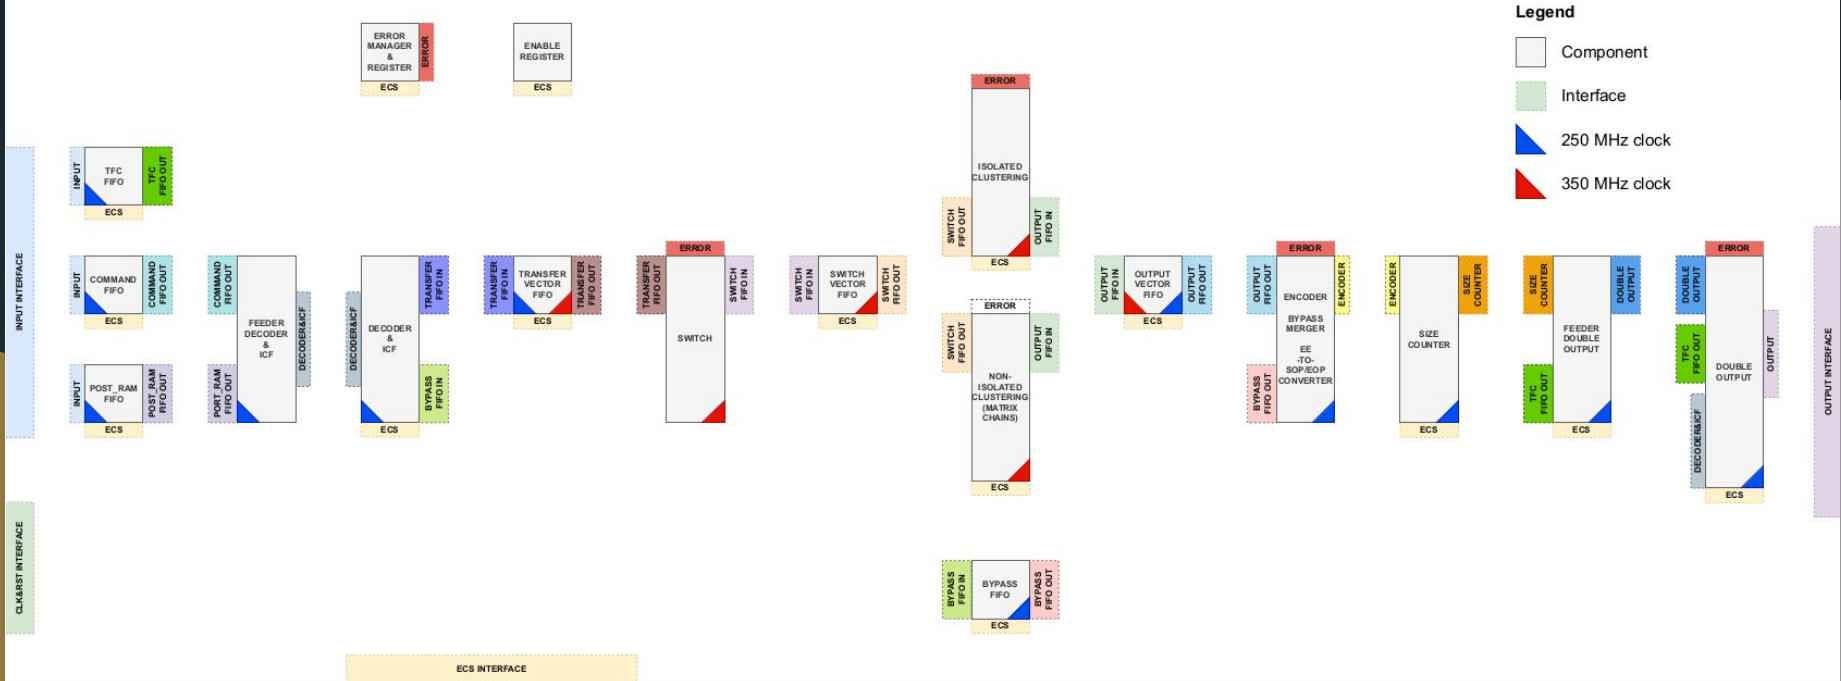 Legend
Component
Interface
250 MHz clock
350 MHz clock
ERROR
MANAGER
&
REGISTER
ERROR
ECS
ENABLE
REGISTER
ECS
INPUT INTERFACE
CLK&RST INTERFACE
INPUT
TFC
FIFO
TFC
FIFO OUT
ECS
INPUT
COMMAND
FIFO
COMMAND
FIFO OUT
ECS
INPUT
POST_RAM
FIFO
POST_RAM
FIFO OUT
ECS
COMMAND
FIFO OUT
PORT_RAM
FIFO OUT
FEEDER
DECODER
&
ICF
DECODER&ICF
DECODER&ICF
DECODER
&
ICF
TRANSFER
FIFO IN
BYPASS
FIFO IN
ECS
TRANSFER
FIFO IN
TRANSFER
VECTOR
FIFO
TRANSFER
FIFO OUT
ECS
ERROR
TRANSFER
FIFO OUT
SWITCH
SWITCH
FIFO IN
SWITCH
FIFO IN
SWITCH
VECTOR
FIFO
SWITCH
FIFO OUT
ECS
ERROR
ISOLATED
CLUSTERING
SWITCH
FIFO OUT
OUTPUT
FIFO IN
ECS
ERROR
SWITCH
FIFO OUT
OUTPUT
FIFO IN
NON-
ISOLATED
CLUSTERING
(MATRIX
CHAINS)
ECS
BYPASS
FIFO IN
BYPASS
FIFO
BYPASS
FIFO OUT
ECS
OUTPUT
FIFO IN
OUTPUT
VECTOR
FIFO
OUTPUT
FIFO OUT
ECS
ERROR
OUTPUT
FIFO OUT
BYPASS
FIFO OUT
ENCODER
BYPASS
MERGER
EE
-TO-
SOP/EOP
CONVERTER
ENCODER
ENCODER
SIZE
COUNTER
SIZE
COUNTER
ECS
SIZE
COUNTER
TFC
FIFO OUT
FEEDER
DOUBLE
OUTPUT
DOUBLE
OUTPUT
ECS
ERROR
DOUBLE
OUTPUT
TFC
FIFO OUT
DECODER&ICF
DOUBLE
OUTPUT
OUTPUT
ECS
OUTPUT INTERFACE
ECS INTERFACE